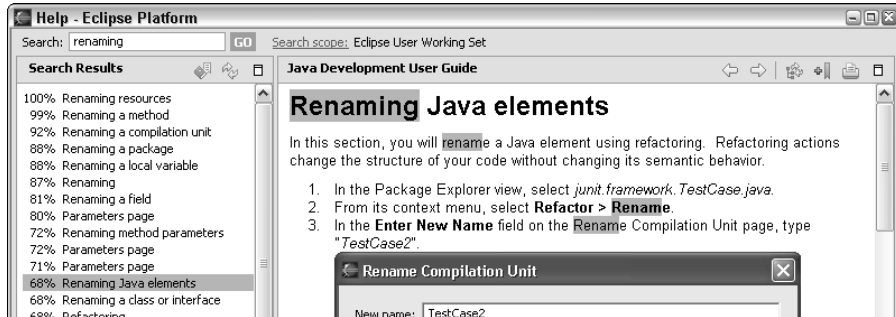 Help - Eclipse Platform
Search: renaming GO Search scope: Eclipse User Working Set
Search Results
100% Renaming resources
99% Renaming a method
92% Renaming a compilation unit
88% Renaming a package
88% Renaming a local variable
87% Renaming
81% Renaming a field
80% Parameters page
72% Renaming method parameters
72% Parameters page
71% Parameters page
68% Renaming Java elements
68% Renaming a class or interface
68% Refactoring
Java Development User Guide
Renaming Java elements
In this section, you will rename a Java element using refactoring. Refactoring actions
change the structure of your code without changing its semantic behavior.
1. In the Package Explorer view, select junit.framework.TestCase.java.
2. From its context menu, select Refactor > Rename.
3. In the Enter New Name field on the Rename Compilation Unit page, type
"TestCase2".
Rename Compilation Unit
New name: TestCase2